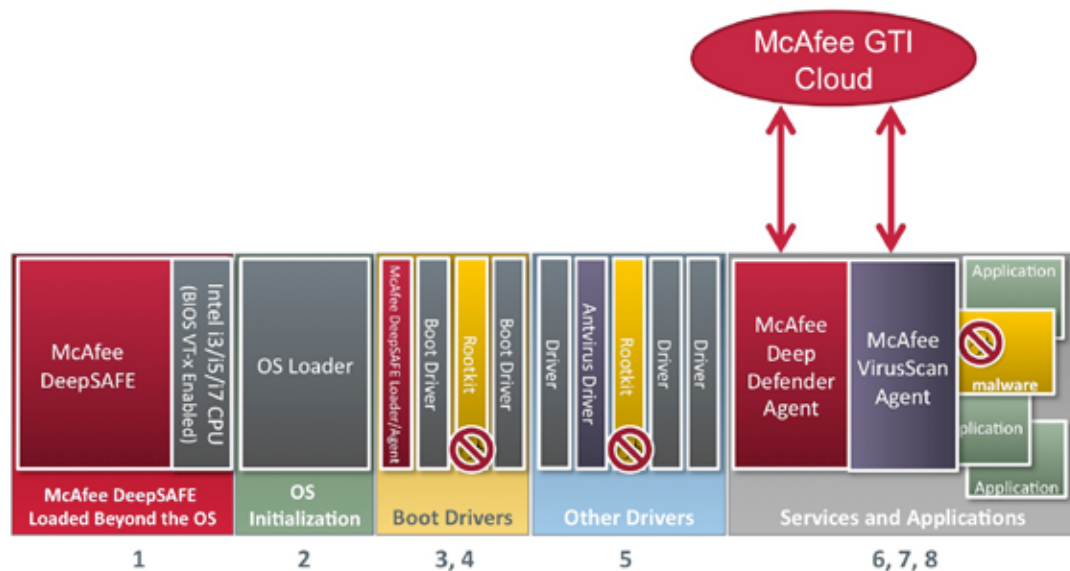 McAfee GTI
Cloud
McAfee
DeepSAFE
Intel i3/i5/i7 CPU
(BIOS VT-x Enabled)
OS Loader
McAfee DeepSAFE Loader/Agent
Boot Driver
Rootkit
Boot Driver
Driver
Antvirus Driver
Rootkit
Driver
Driver
McAfee
Deep
Defender
Agent
McAfee
VirusScan
Agent
Application
malware
plication
Application
McAfee DeepSAFE
Loaded Beyond the OS
OS
Initialization
Boot Drivers
Other Drivers
Services and Applications
1
2
3, 4
5
6, 7, 8